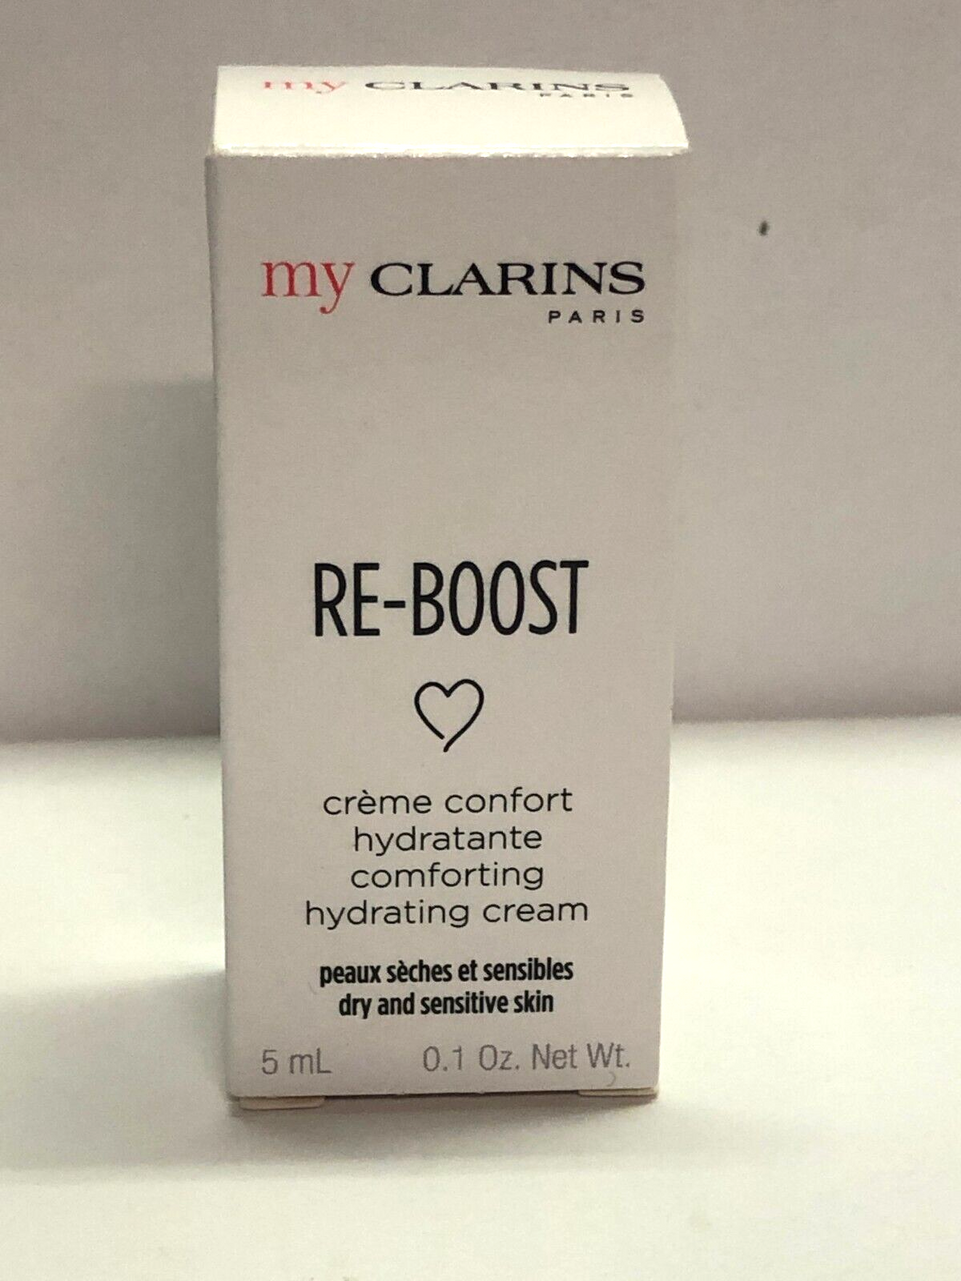 my CLARINS
PARIS
my CLARINS
PARIS
RE-BOOST
crème confort
hydratante
comforting
hydrating cream
peaux sèches et sensibles
dry and sensitive skin
5 mL 0.1 Oz. Net Wt.